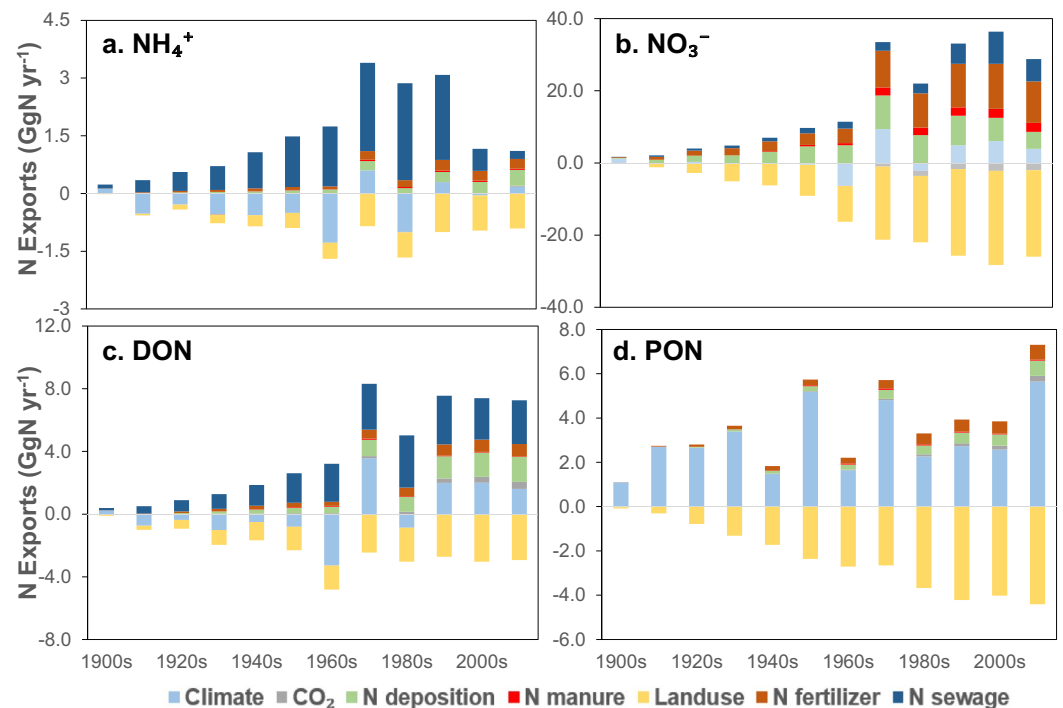 a. NH₄⁺
4.5
3
1.5
0
-1.5
-3
N Exports (GgN yr⁻¹)
b. NO₃⁻
40.0
20.0
0.0
-20.0
-40.0
c. DON
12.0
8.0
4.0
0.0
-4.0
-8.0
N Exports (GgN yr⁻¹)
1900s 1920s 1940s 1960s 1980s 2000s
d. PON
8.0
6.0
4.0
2.0
0.0
-2.0
-4.0
-6.0
1900s 1920s 1940s 1960s 1980s 2000s
Climate CO₂ N deposition N manure Landuse N fertilizer N sewage